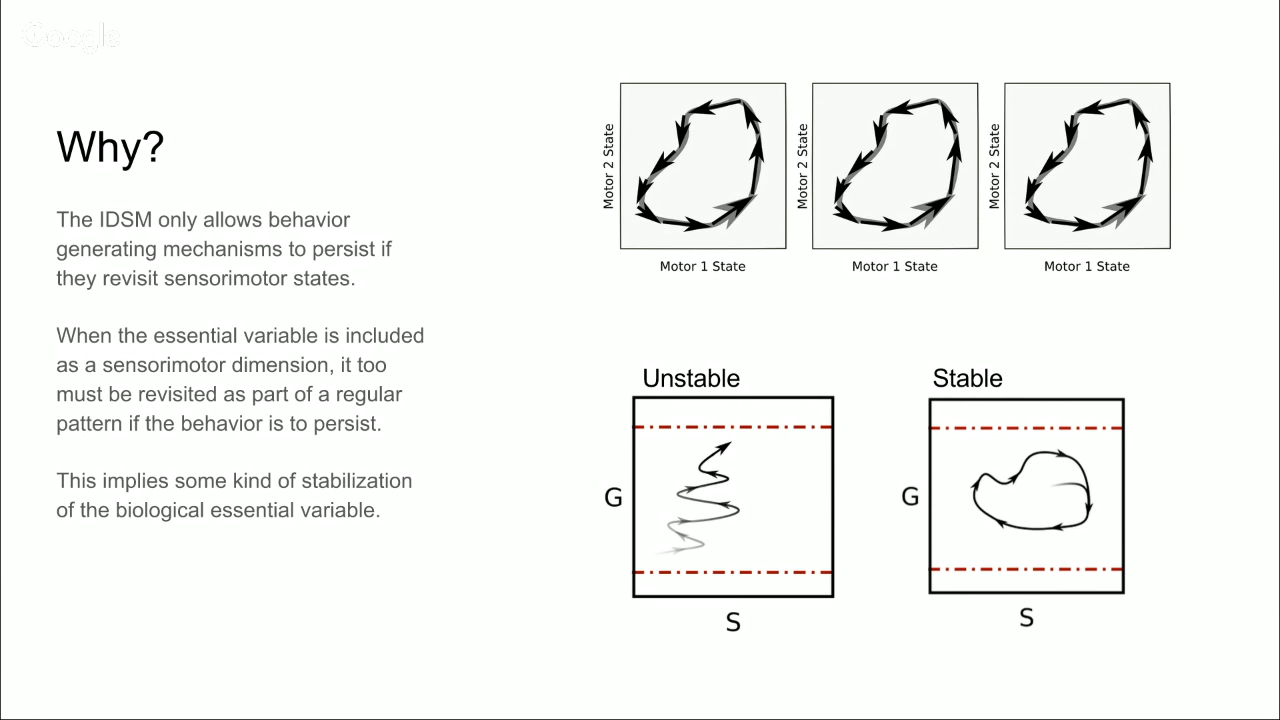 Google
Why?
The IDSM only allows behavior
generating mechanisms to persist if
they revisit sensorimotor states.
When the essential variable is included
as a sensorimotor dimension, it too
must be revisited as part of a regular
pattern if the behavior is to persist.
This implies some kind of stabilization
of the biological essential variable.
Motor 2 State
Motor 1 State
Motor 2 State
Motor 1 State
Motor 2 State
Motor 1 State
Unstable
G
S
Stable
G
S